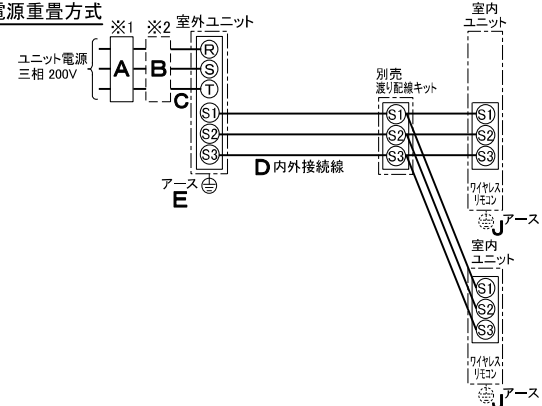 電源重畳方式
※1
※2
室外ユニット
ユニット電源
三相 200V
A
B
C
R
S
T
S1
S2
S3
アース
E
D 内外接続線
別売
渡り配線キット
S1
S2
S3
室内
ユニット
S1
S2
S3
ワイヤレス
リモコン
J アース
室内
ユニット
S1
S2
S3
ワイヤレス
リモコン
J アース